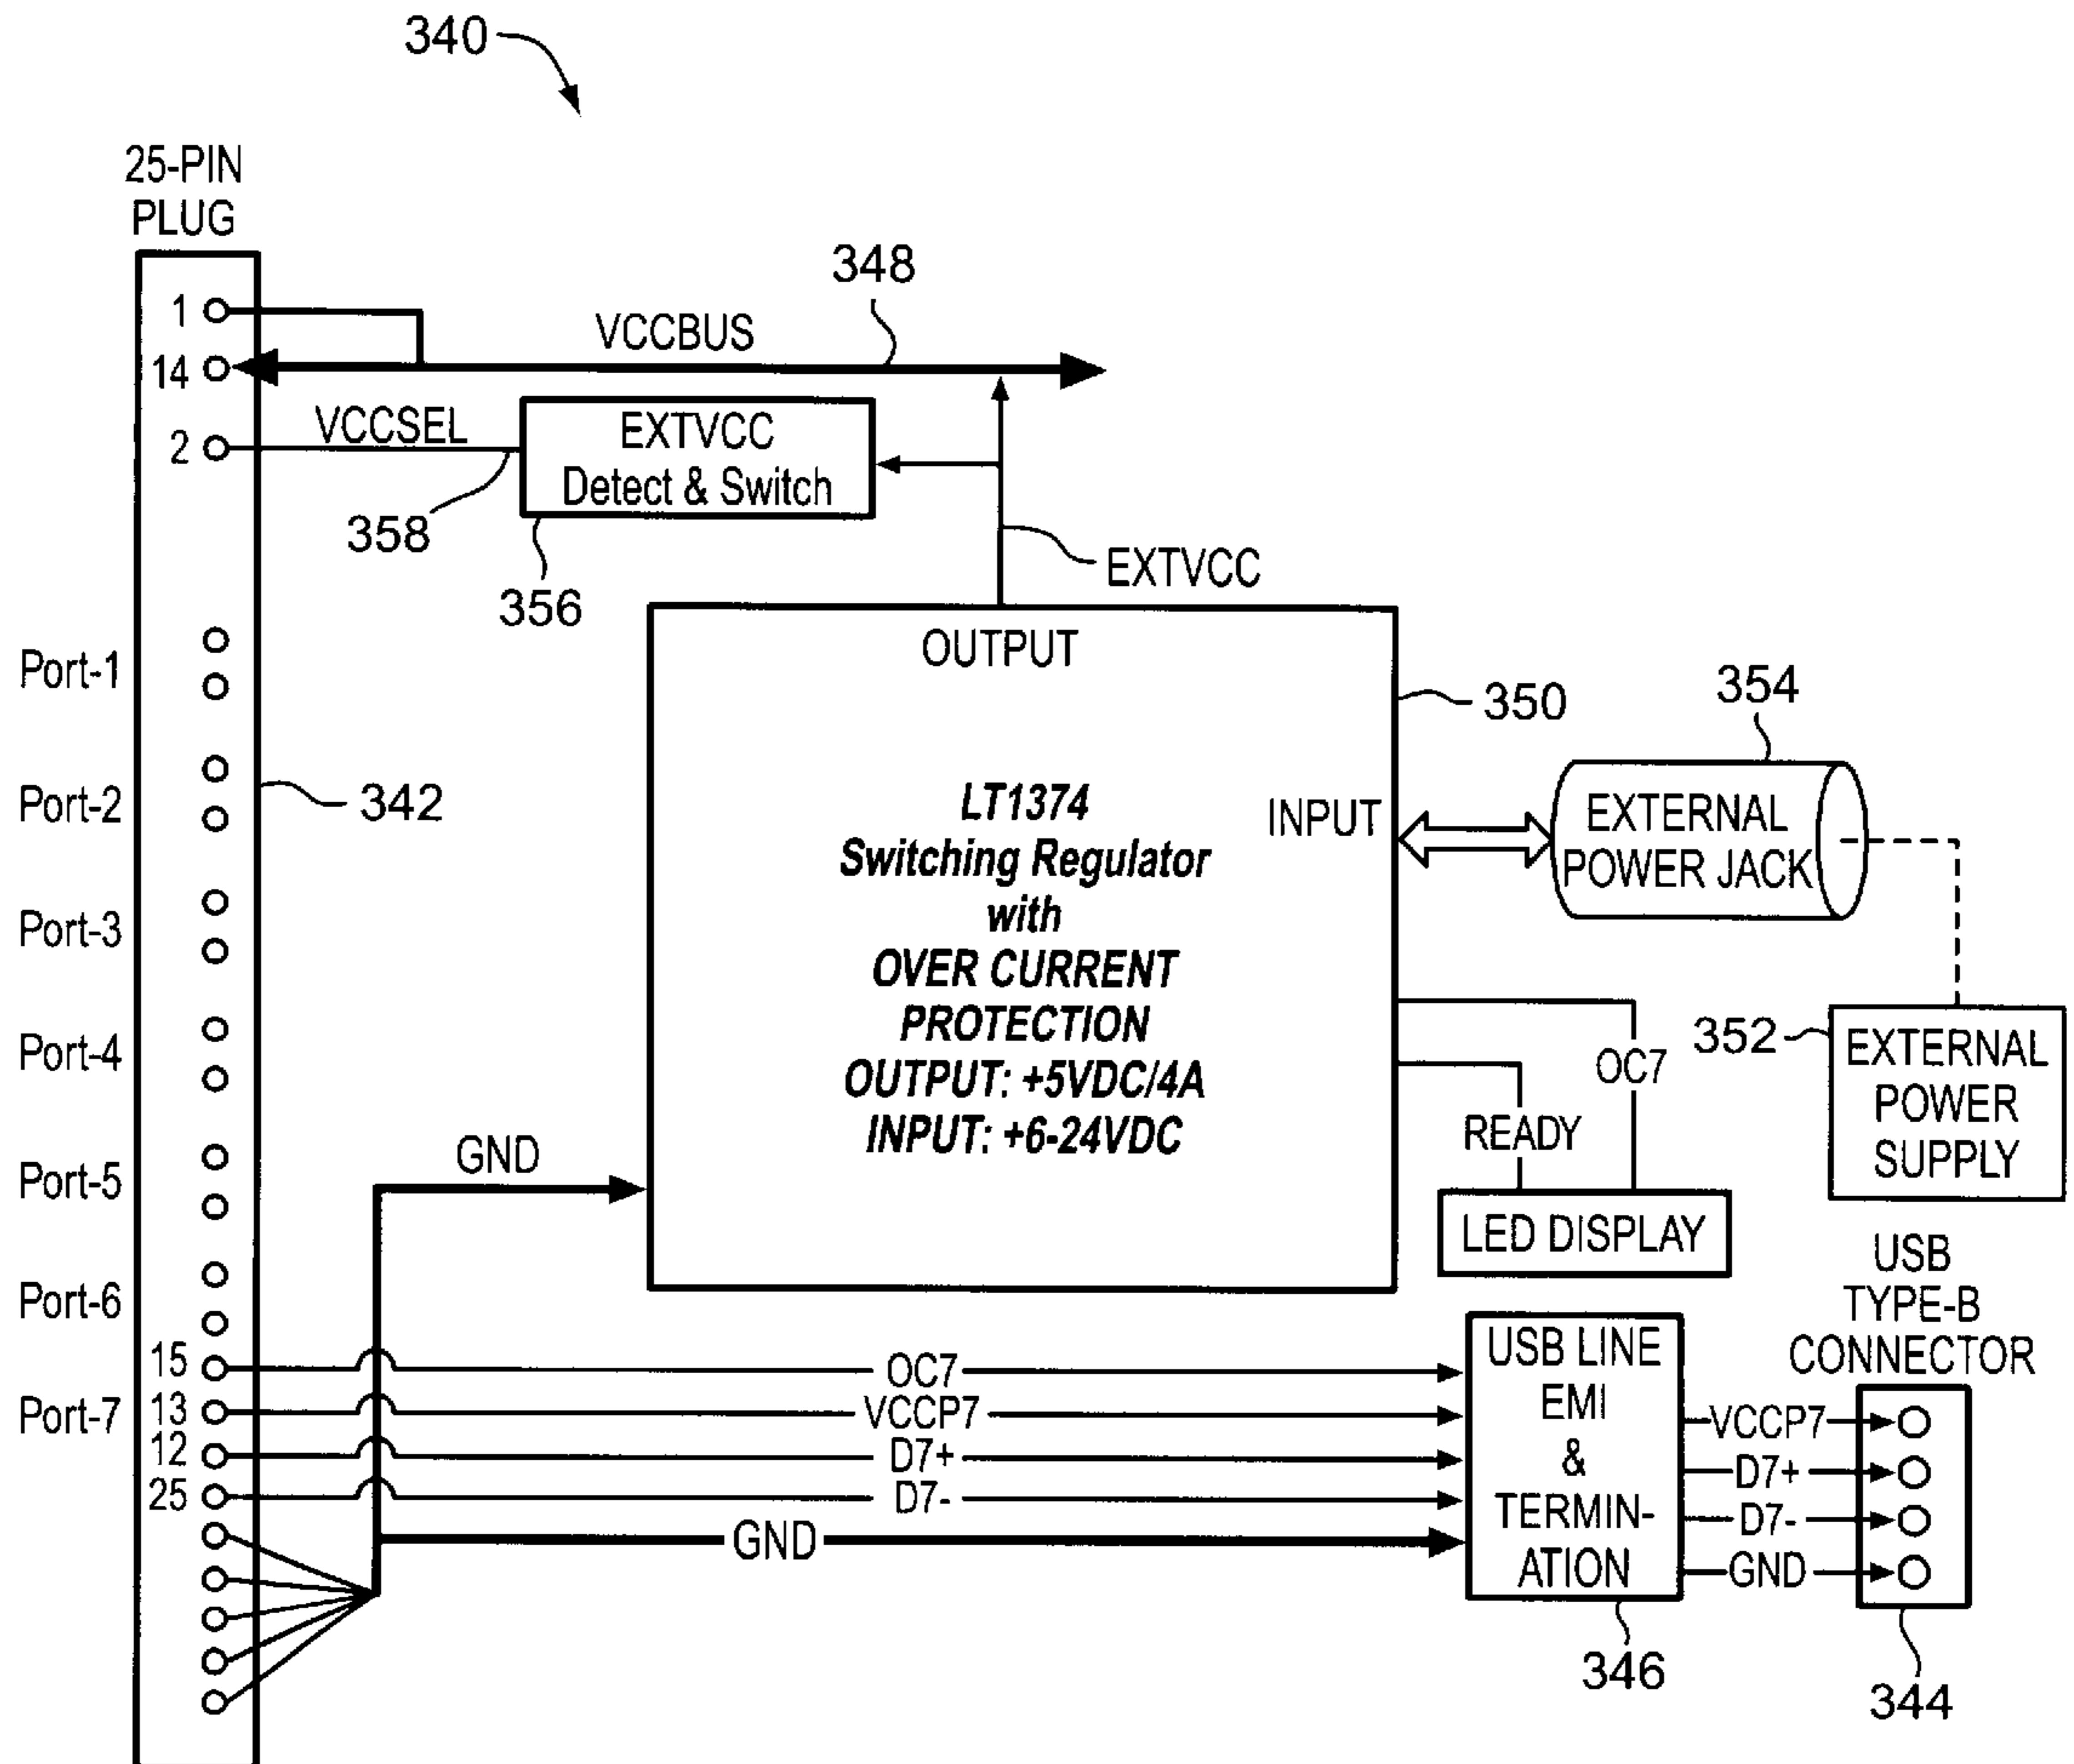 340
25-PIN
PLUG
348
1
VCCBUS
14
VCCSEL
2
EXTVCC
Detect & Switch
358
356
EXTVCC
OUTPUT
Port-1
350
354
Port-2
342
LT1374
Switching Regulator
with
OVER CURRENT
PROTECTION
OUTPUT: +5VDC/4A
INPUT: +6-24VDC
INPUT
EXTERNAL
POWER JACK
Port-3
Port-4
352
EXTERNAL
POWER
SUPPLY
OC7
READY
LED DISPLAY
Port-5
GND
Port-6
USB
TYPE-B
CONNECTOR
Port-7
15
13
12
25
OC7
VCCP7
D7+
D7-
GND
USB LINE
EMI
&
TERMIN-
ATION
VCCP7
D7+
D7-
GND
346
344